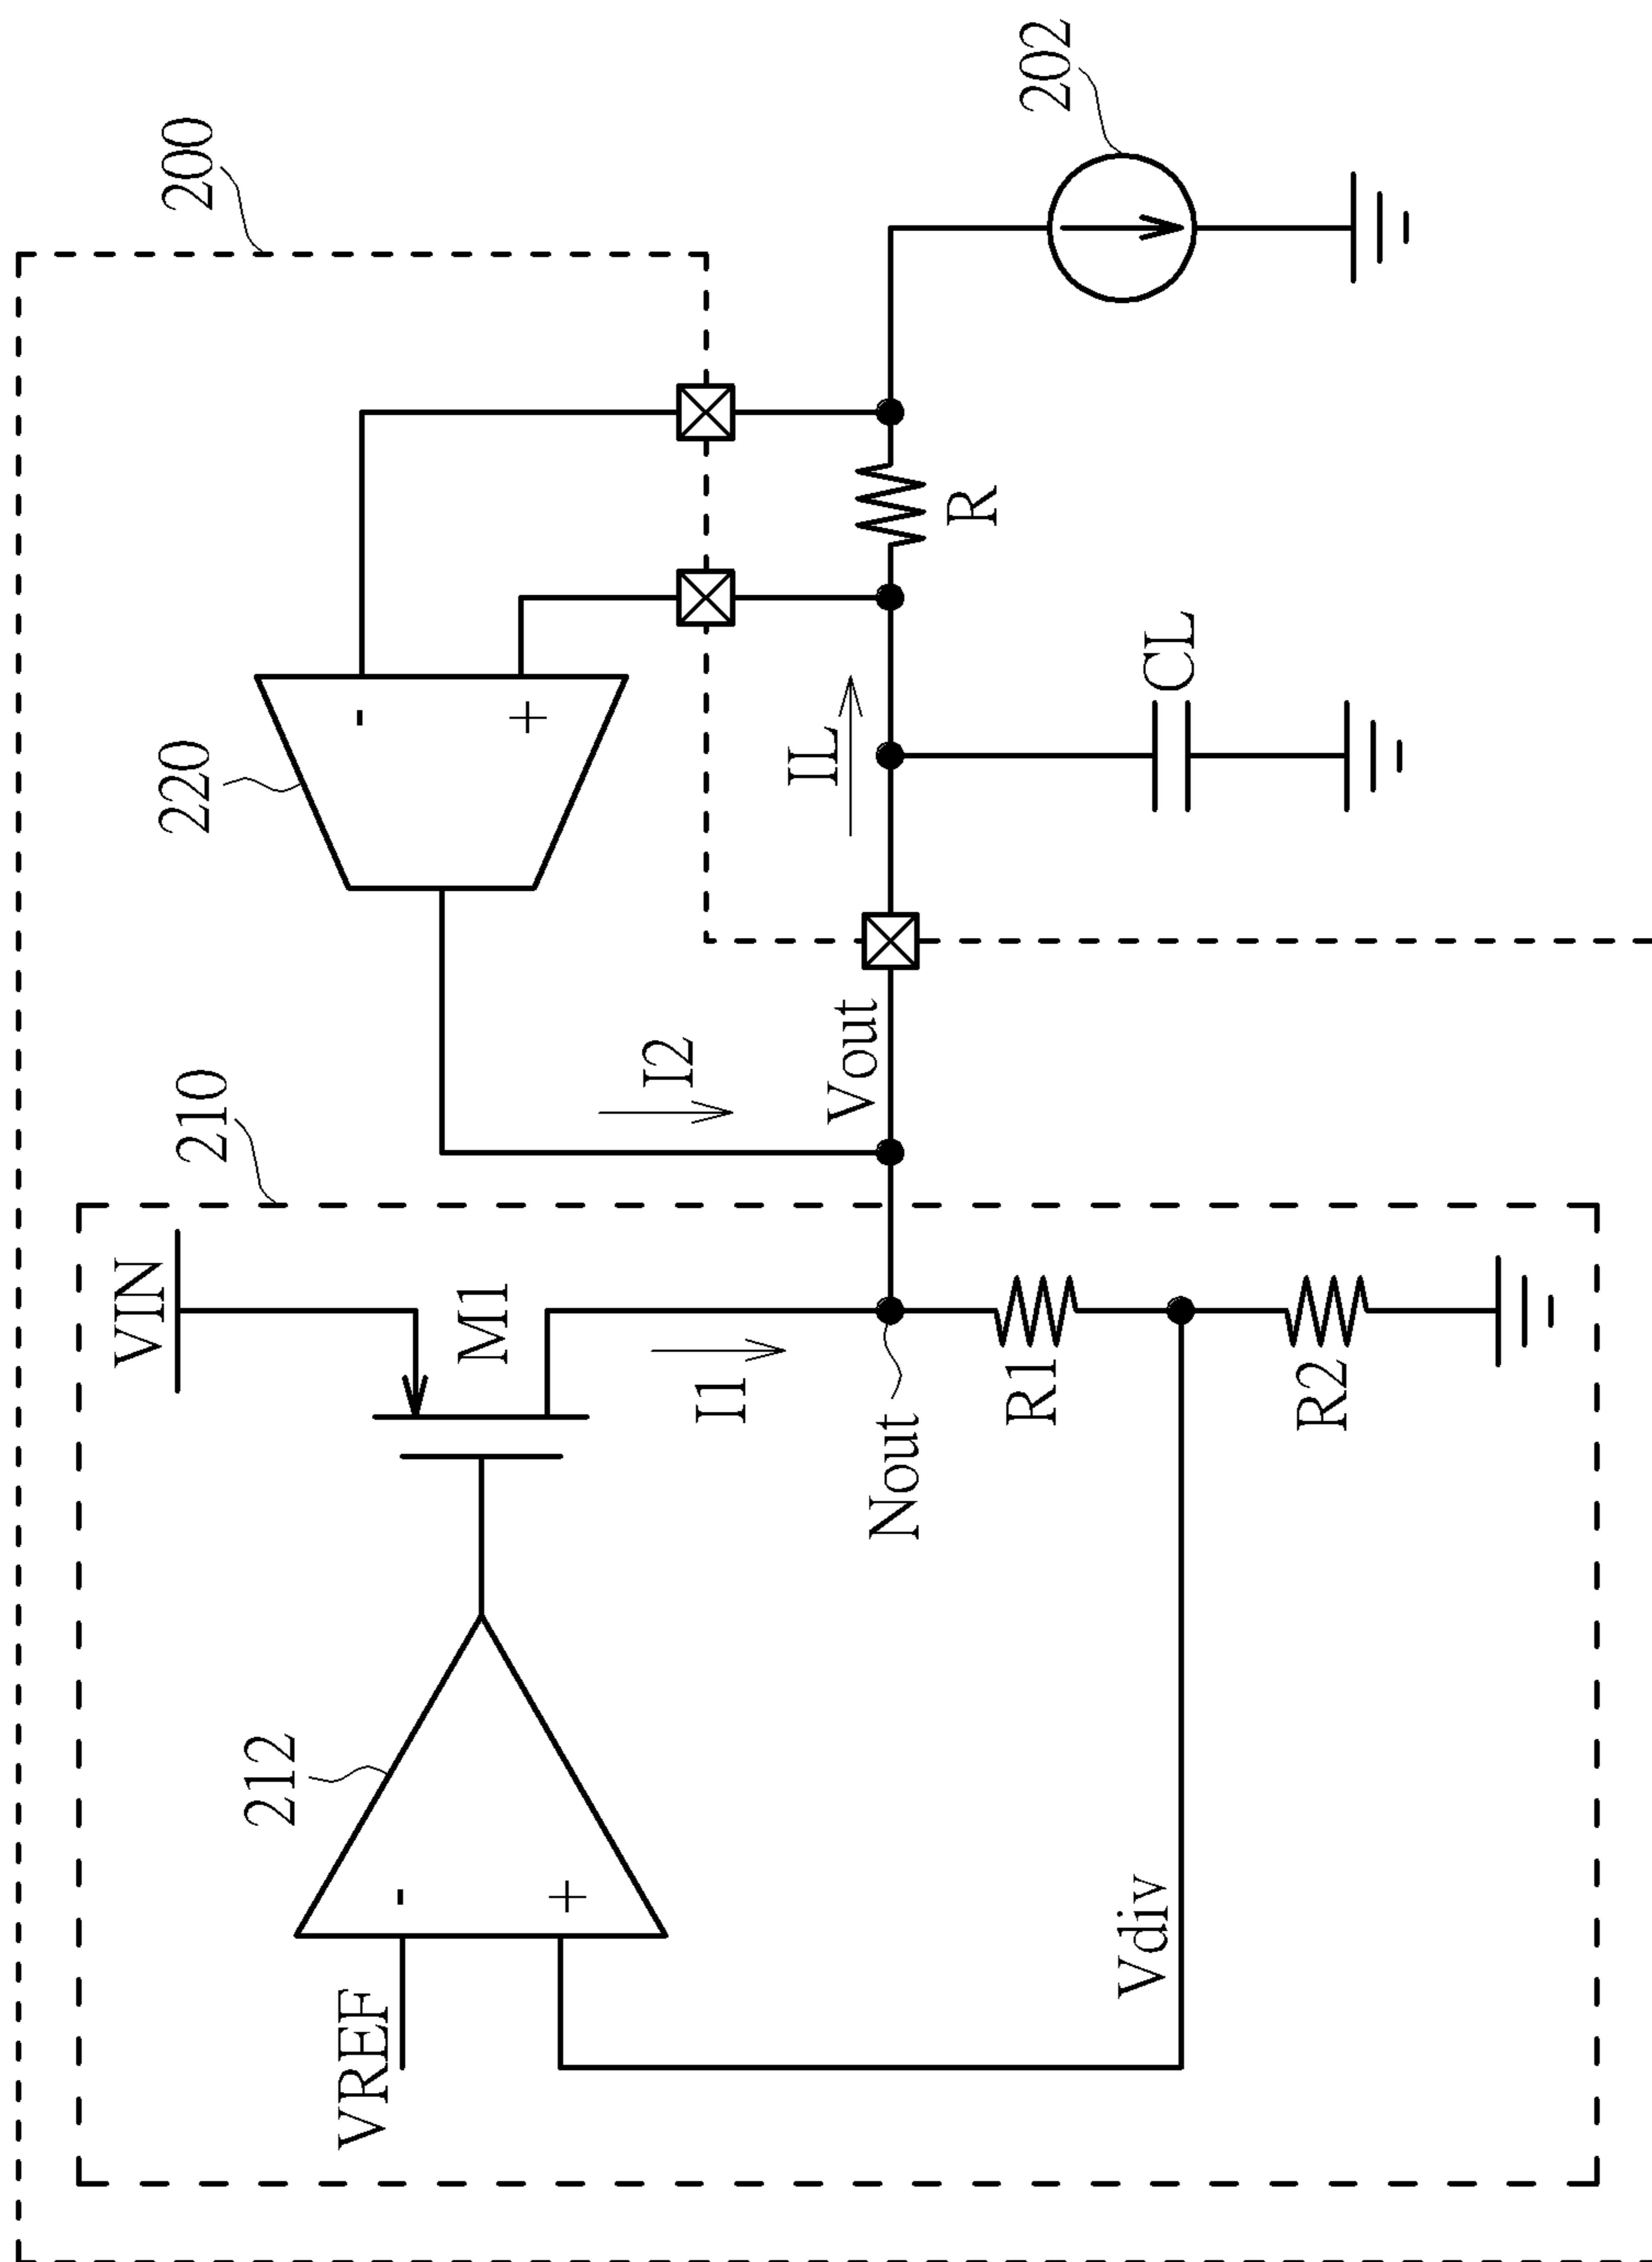 200
210
220
202
VIN
212
M1
VREF
-
+
-
+
I1
I2
IL
Vout
Nout
R
R1
CL
Vdiv
R2